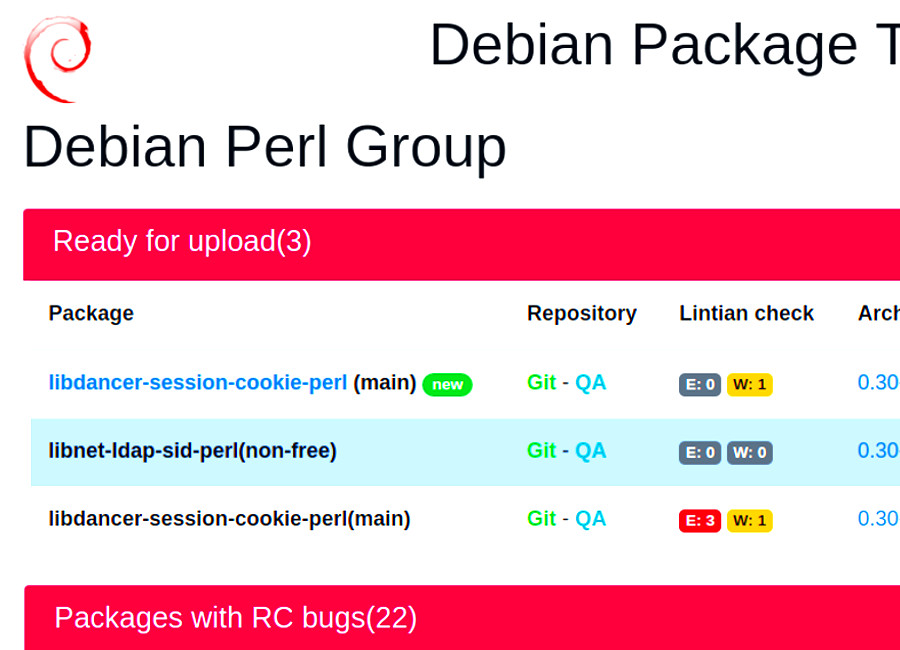 Debian Package T
Debian Perl Group
Ready for upload(3)
Package Repository Lintian check Arch
libdancer-session-cookie-perl (main) new Git - QA E: 0 W: 1 0.30
libnet-ldap-sid-perl(non-free) Git - QA E: 0 W: 0 0.30
libdancer-session-cookie-perl(main) Git - QA E: 3 W: 1 0.30
Packages with RC bugs(22)